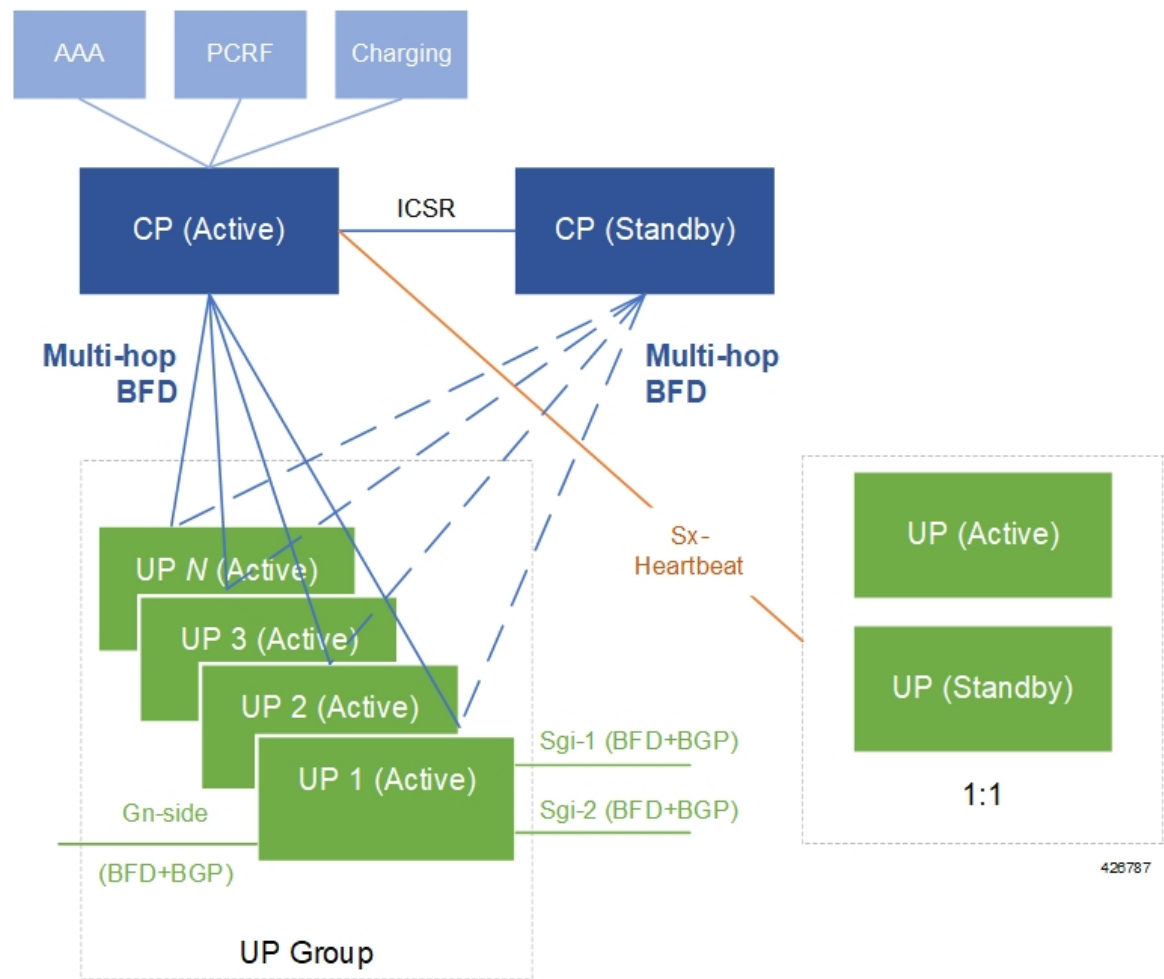 AAA
PCRF
Charging
CP (Active)
ICSR
CP (Standby)
Multi-hop
BFD
Multi-hop
BFD
Sx-
Heartbeat
UP N (Active)
UP 3 (Active)
UP 2 (Active)
UP 1 (Active)
Sgi-1 (BFD+BGP)
Sgi-2 (BFD+BGP)
Gn-side
(BFD+BGP)
UP Group
UP (Active)
UP (Standby)
1:1
426787